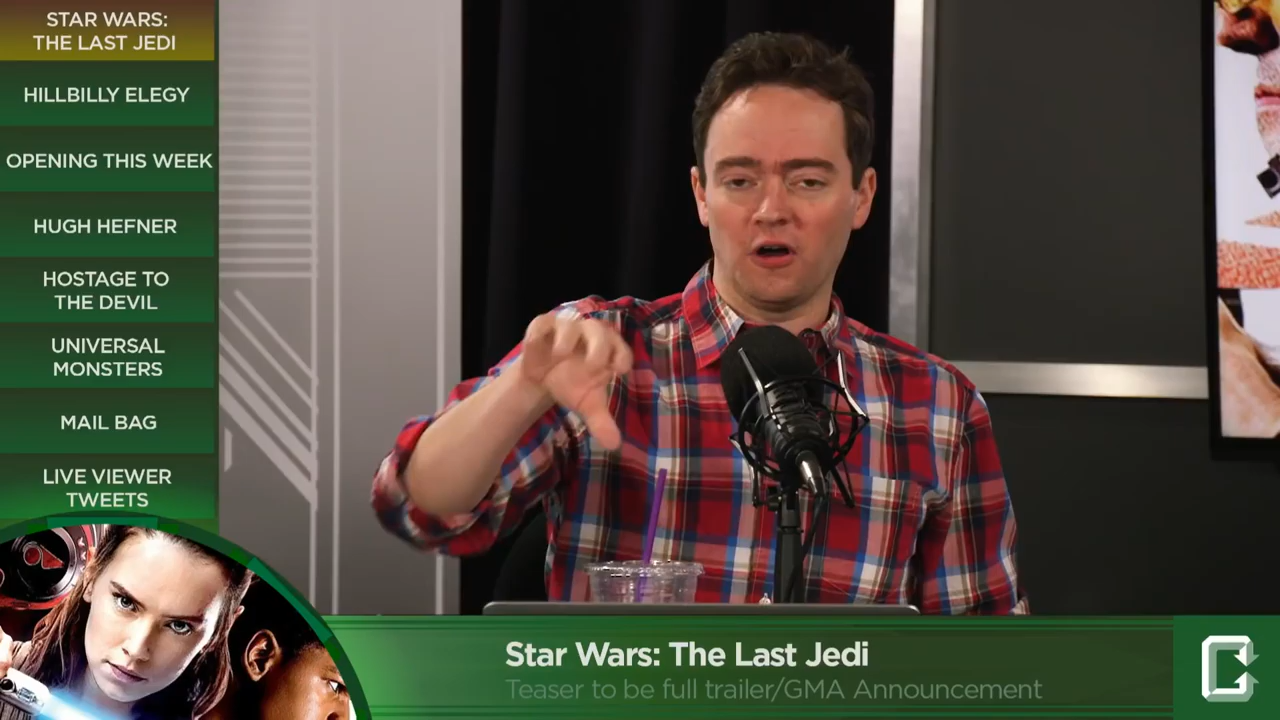 STAR WARS:
THE LAST JEDI
HILLBILLY ELEGY
OPENING THIS WEEK
HUGH HEFNER
HOSTAGE TO
THE DEVIL
UNIVERSAL
MONSTERS
MAIL BAG
LIVE VIEWER
TWEETS
Star Wars: The Last Jedi
Teaser to be full trailer/GMA Announcement